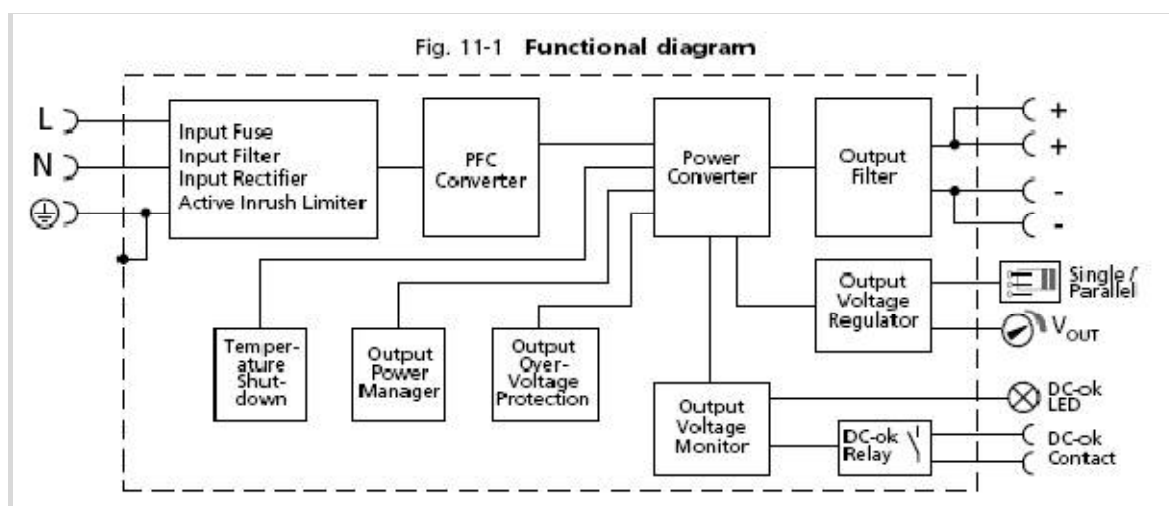 Fig. 11-1 Functional diagram
L
N
Input Fuse
Input Filter
Input Rectifier
Active Inrush Limiter
PFC
Converter
Power
Converter
Output
Filter
+
+
-
-
Output
Voltage
Regulator
Single /
Parallel
VOUT
Temper-
ature
Shut-
down
Output
Power
Manager
Output
Over-
Voltage
Protection
Output
Voltage
Monitor
DC-ok
Relay
DC-ok
LED
DC-ok
Contact